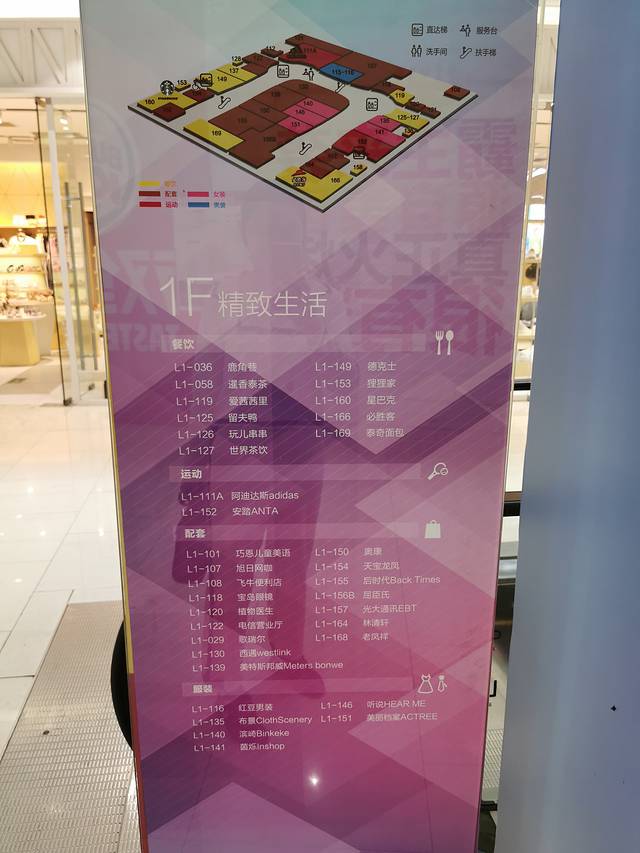 直达梯 服务台
洗手间 扶手梯
餐饮
配套 女装
运动 男装
1F 精致生活
餐饮
L1-036 鹿角巷
L1-058 暹香泰茶
L1-119 爱茜茜里
L1-125 留夫鸭
L1-126 玩儿串串
L1-127 世界茶饮
L1-149 德克士
L1-153 狸狸家
L1-160 星巴克
L1-166 必胜客
L1-169 泰奇面包
运动
L1-111A 阿迪达斯adidas
L1-152 安踏ANTA
配套
L1-101 巧恩儿童美语
L1-107 旭日网咖
L1-108 飞牛便利店
L1-118 宝岛眼镜
L1-120 植物医生
L1-122 电信营业厅
L1-029 歌瑞尔
L1-130 西遇westlink
L1-139 美特斯邦威Meters bonwe
L1-150 奥康
L1-154 天宝龙凤
L1-155 后时代Back Times
L1-156B 屈臣氏
L1-157 光大通讯EBT
L1-164 林清轩
L1-168 老凤祥
服装
L1-116 红豆男装
L1-135 布景ClothScenery
L1-140 滨崎Binkeke
L1-141 茵烁Inshop
L1-146 听说HEAR ME
L1-151 美丽档案ACTREE